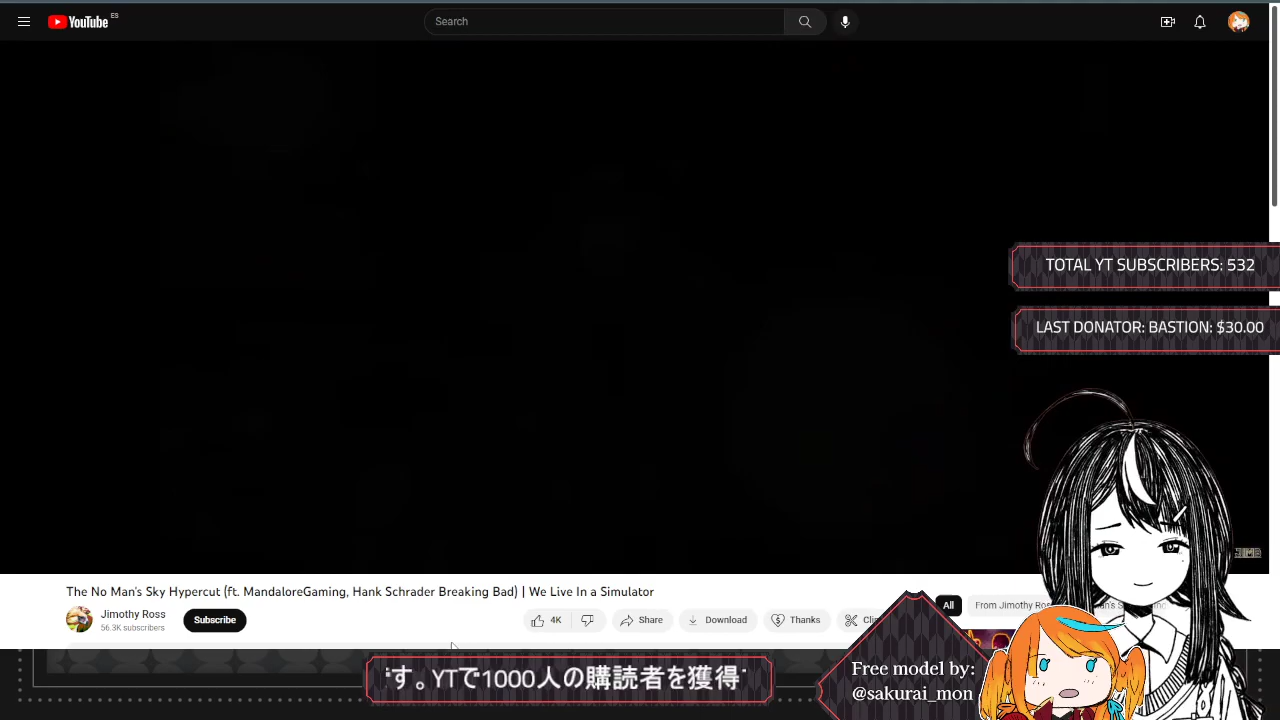 YouTube ES
Search
TOTAL YT SUBSCRIBERS: 532
LAST DONATOR: BASTION: $30.00
The No Man's Sky Hypercut (ft. MandaloreGaming, Hank Schrader Breaking Bad) | We Live In a Simulator
Jimothy Ross
56.3K subscribers
Subscribe
4K
Share
Download
Thanks
All
From Jimothy
す。YTで1000人の購読者を獲得
Free model by:
@sakurai_mon